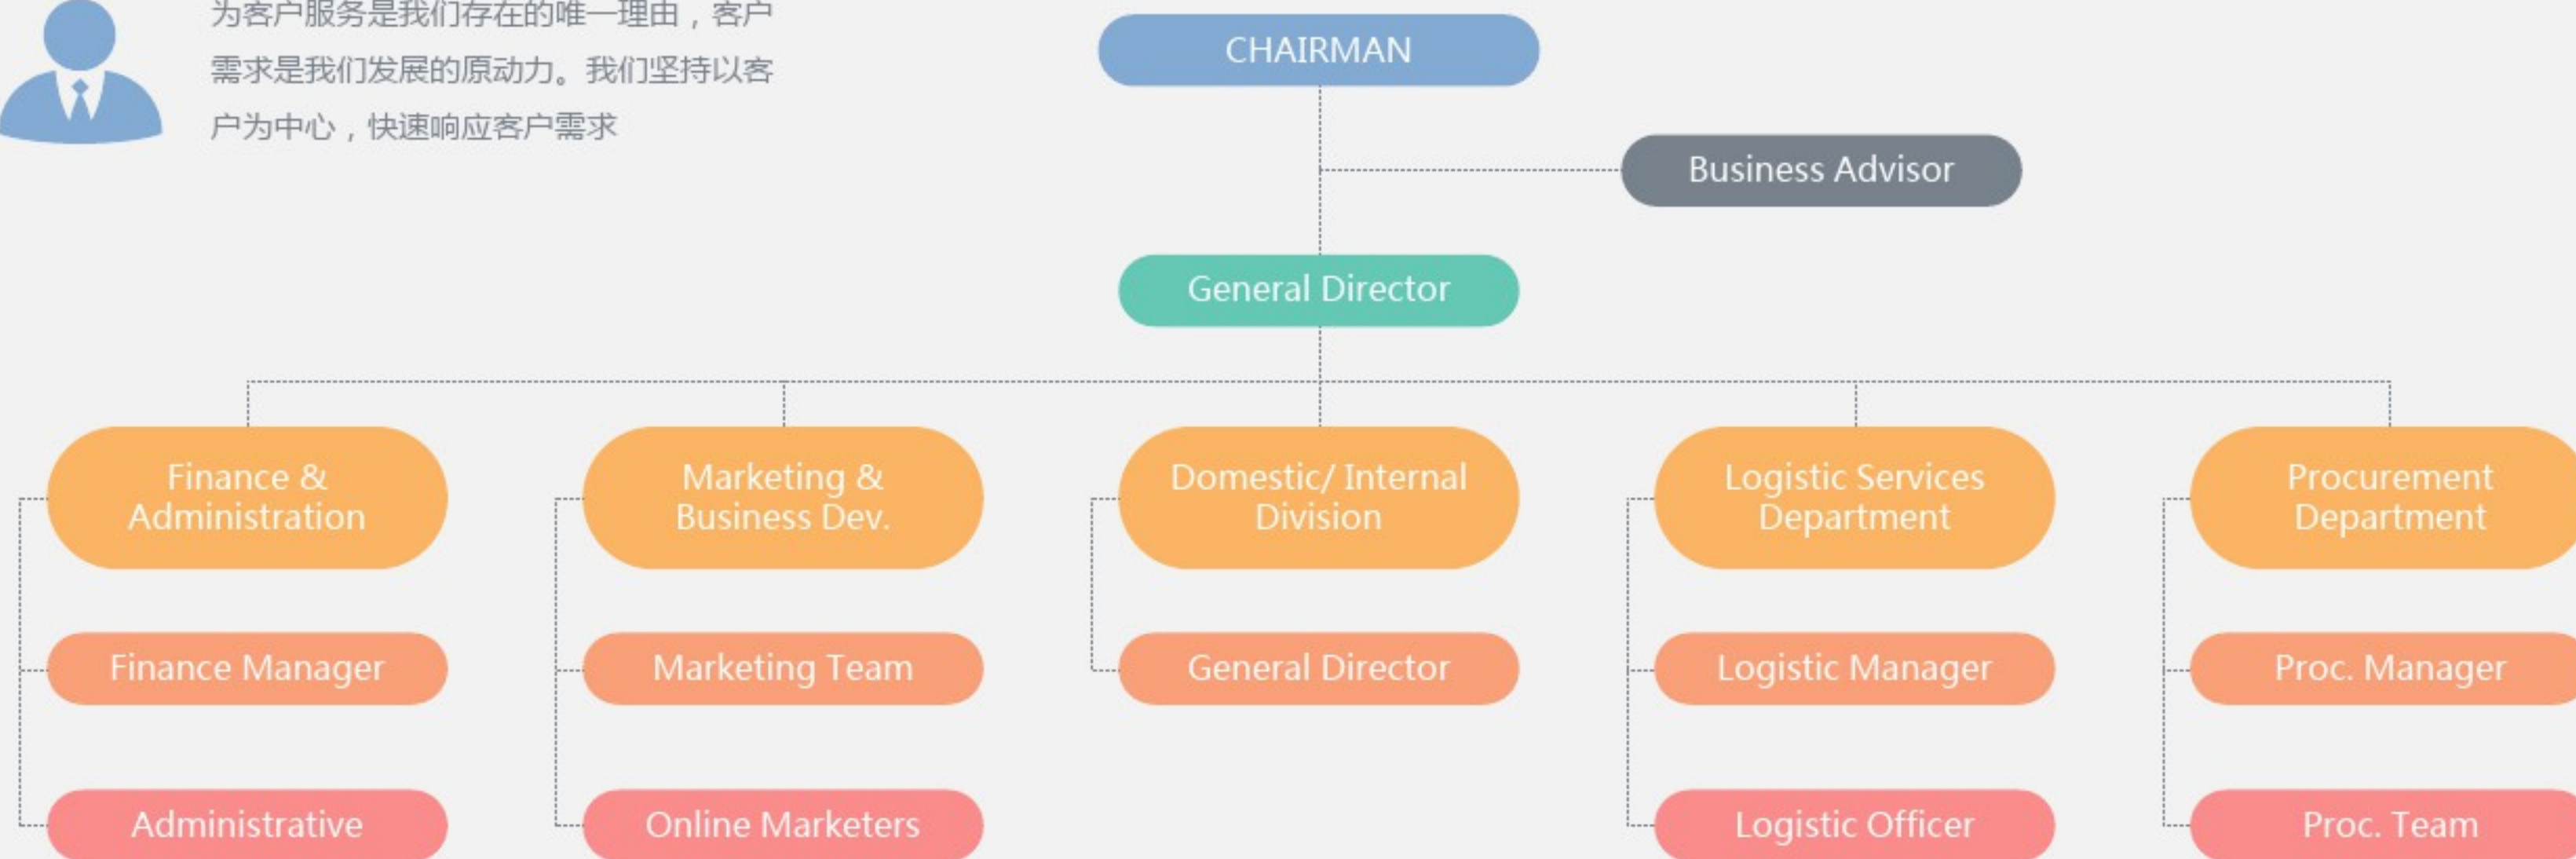 为客户服务是我们存在的唯一理由，客户
需求是我们发展的原动力。我们坚持以客
户为中心，快速响应客户需求
CHAIRMAN
Business Advisor
General Director
Finance &
Administration
Marketing &
Business Dev.
Domestic/ Internal
Division
Logistic Services
Department
Procurement
Department
Finance Manager
Marketing Team
General Director
Logistic Manager
Proc. Manager
Administrative
Online Marketers
Logistic Officer
Proc. Team